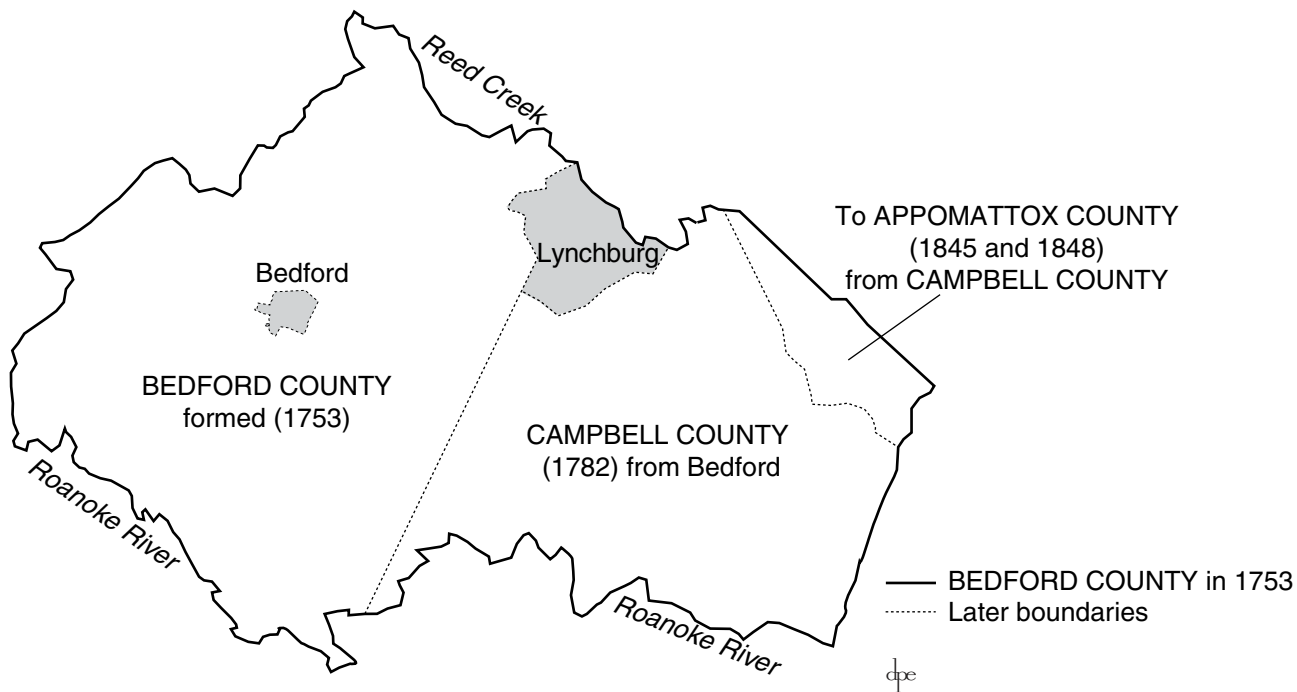 Reed Creek
To APPOMATTOX COUNTY
(1845 and 1848)
from CAMPBELL COUNTY
Lynchburg
Bedford
BEDFORD COUNTY
formed (1753)
CAMPBELL COUNTY
(1782) from Bedford
Roanoke River
Roanoke River
BEDFORD COUNTY in 1753
Later boundaries
dpe